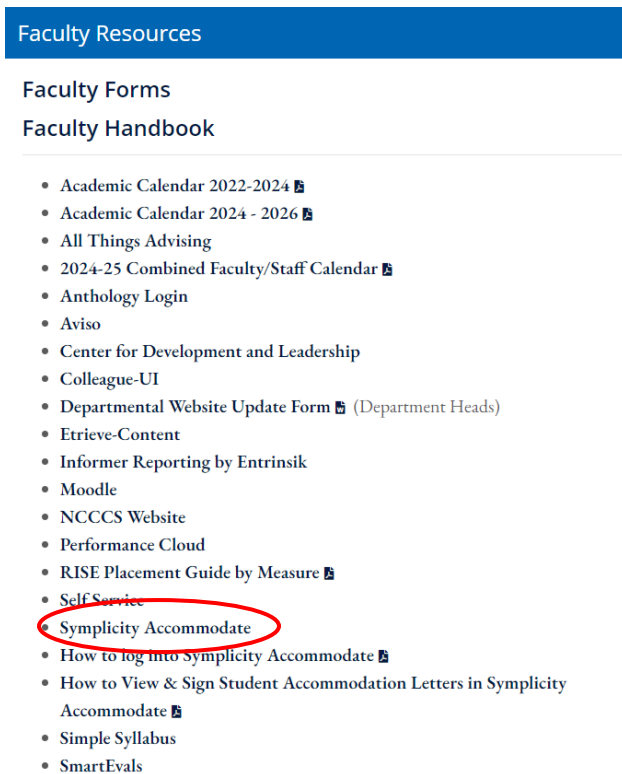 Faculty Resources
Faculty Forms
Faculty Handbook
Academic Calendar 2022-2024
Academic Calendar 2024 - 2026
All Things Advising
2024-25 Combined Faculty/Staff Calendar
Anthology Login
Aviso
Center for Development and Leadership
Colleague-UI
Departmental Website Update Form (Department Heads)
Etrieve-Content
Informer Reporting by Entrinsik
Moodle
NCCCS Website
Performance Cloud
RISE Placement Guide by Measure
Self Service
Symplicity Accommodate
How to log into Symplicity Accommodate
How to View & Sign Student Accommodation Letters in Symplicity
Accommodate
Simple Syllabus
SmartEvals